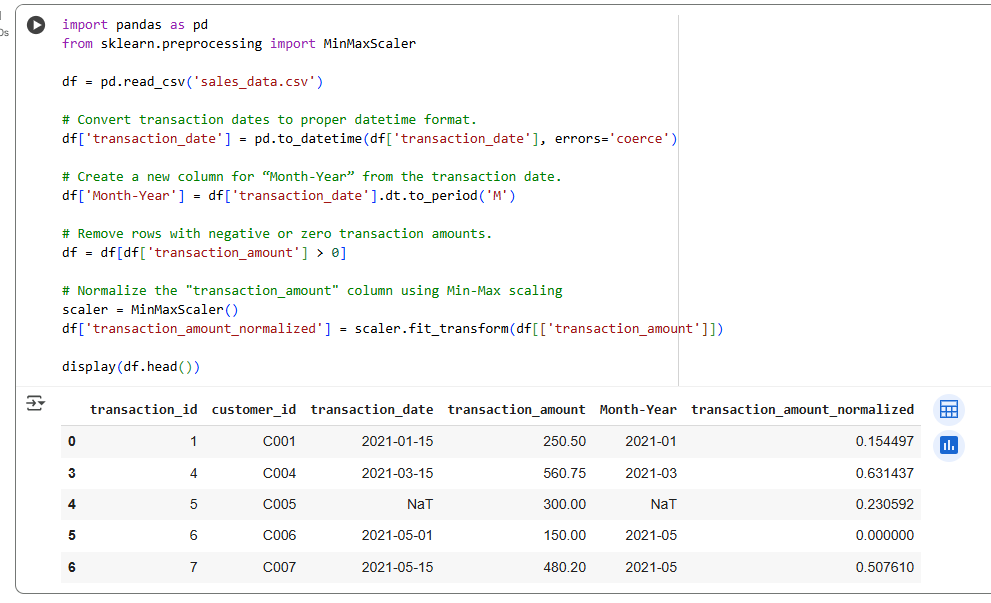 0s
import pandas as pd
from sklearn.preprocessing import MinMaxScaler
df = pd.read_csv('sales_data.csv')
# Convert transaction dates to proper datetime format.
df['transaction_date'] = pd.to_datetime(df['transaction_date'], errors='coerce')
# Create a new column for “Month-Year” from the transaction date.
df['Month-Year'] = df['transaction_date'].dt.to_period('M')
# Remove rows with negative or zero transaction amounts.
df = df[df['transaction_amount'] > 0]
# Normalize the "transaction_amount" column using Min-Max scaling
scaler = MinMaxScaler()
df['transaction_amount_normalized'] = scaler.fit_transform(df[['transaction_amount']])
display(df.head())
transaction_id customer_id transaction_date transaction_amount Month-Year transaction_amount_normalized
0 1 C001 2021-01-15 250.50 2021-01 0.154497
3 4 C004 2021-03-15 560.75 2021-03 0.631437
4 5 C005 NaT 300.00 NaT 0.230592
5 6 C006 2021-05-01 150.00 2021-05 0.000000
6 7 C007 2021-05-15 480.20 2021-05 0.507610